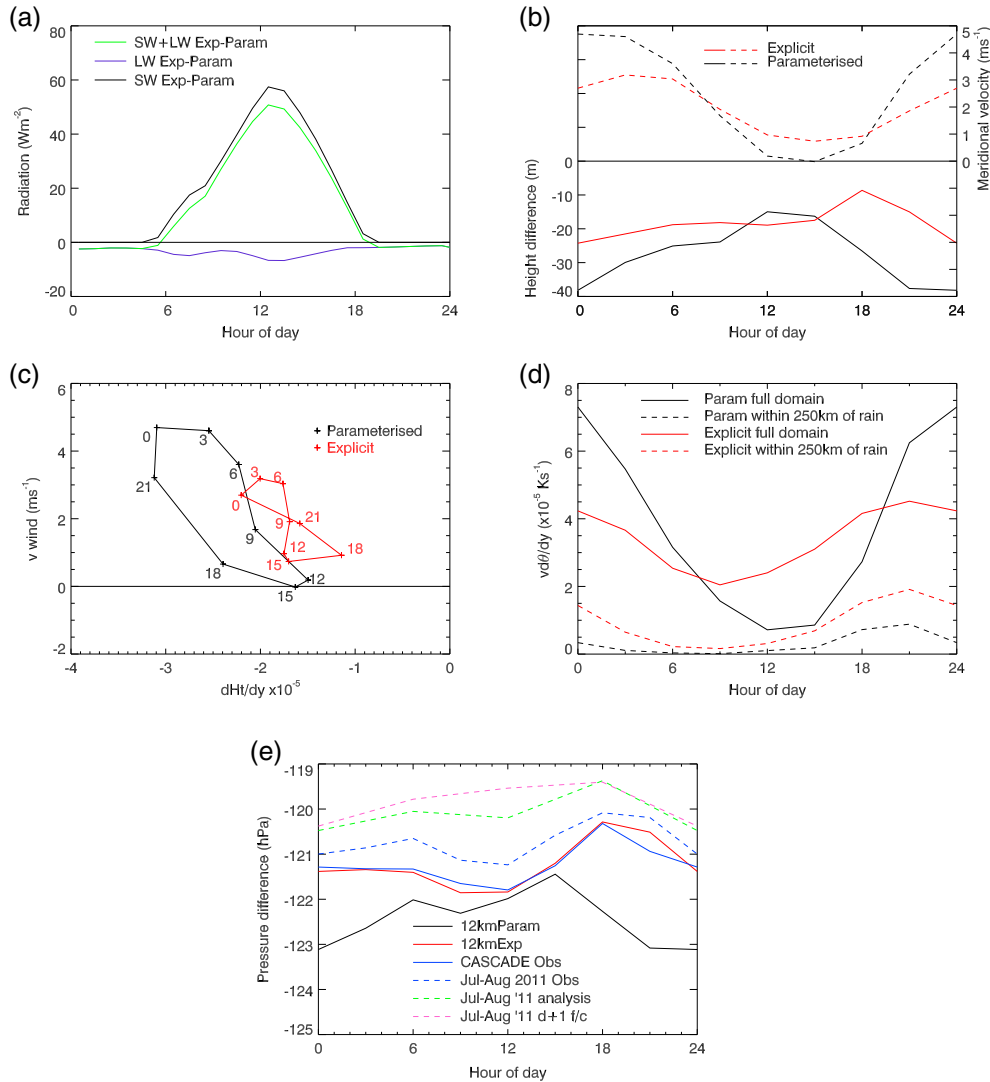 (a)
SW+LW Exp-Param
LW Exp-Param
SW Exp-Param
80
60
40
20
0
-20
Radiation (Wm-2)
0 6 12 18 24
Hour of day
(b)
Explicit
Parameterised
0
-10
-20
-30
-40
Height difference (m)
5
4
3
2
1
0
Meridional velocity (ms-1)
0 6 12 18 24
Hour of day
(c)
Parameterised
Explicit
6
4
2
0
-2
v wind (ms-1)
0
3
6
9
12
15
18
21
0
3
6
9
12
15
18
21
-4 -3 -2 -1 0
dHt/dy x10-5
(d)
Param full domain
Param within 250km of rain
Explicit full domain
Explicit within 250km of rain
8
6
4
2
0
vdθ/dy (x10-5 Ks-1)
0 6 12 18 24
Hour of day
(e)
-119
-120
-121
-122
-123
-124
-125
Pressure difference (hPa)
12kmParam
12kmExp
CASCADE Obs
Jul-Aug 2011 Obs
Jul-Aug '11 analysis
Jul-Aug '11 d+1 f/c
0 6 12 18 24
Hour of day